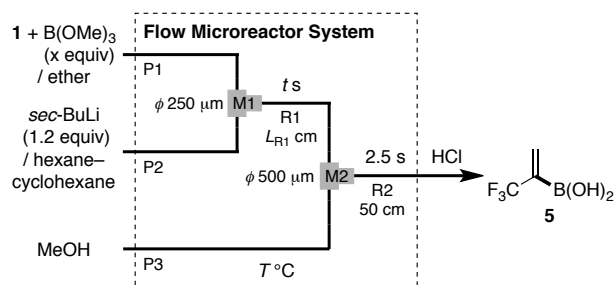 1 + B(OMe)₃
(x equiv)
/ ether
Flow Microreactor System
P1
t s
ϕ 250 μm
M1
R1
L_R1 cm
sec-BuLi
(1.2 equiv)
/ hexane–
cyclohexane
P2
2.5 s
HCl
ϕ 500 μm
M2
R2
50 cm
F₃C
B(OH)₂
5
MeOH
P3
T °C